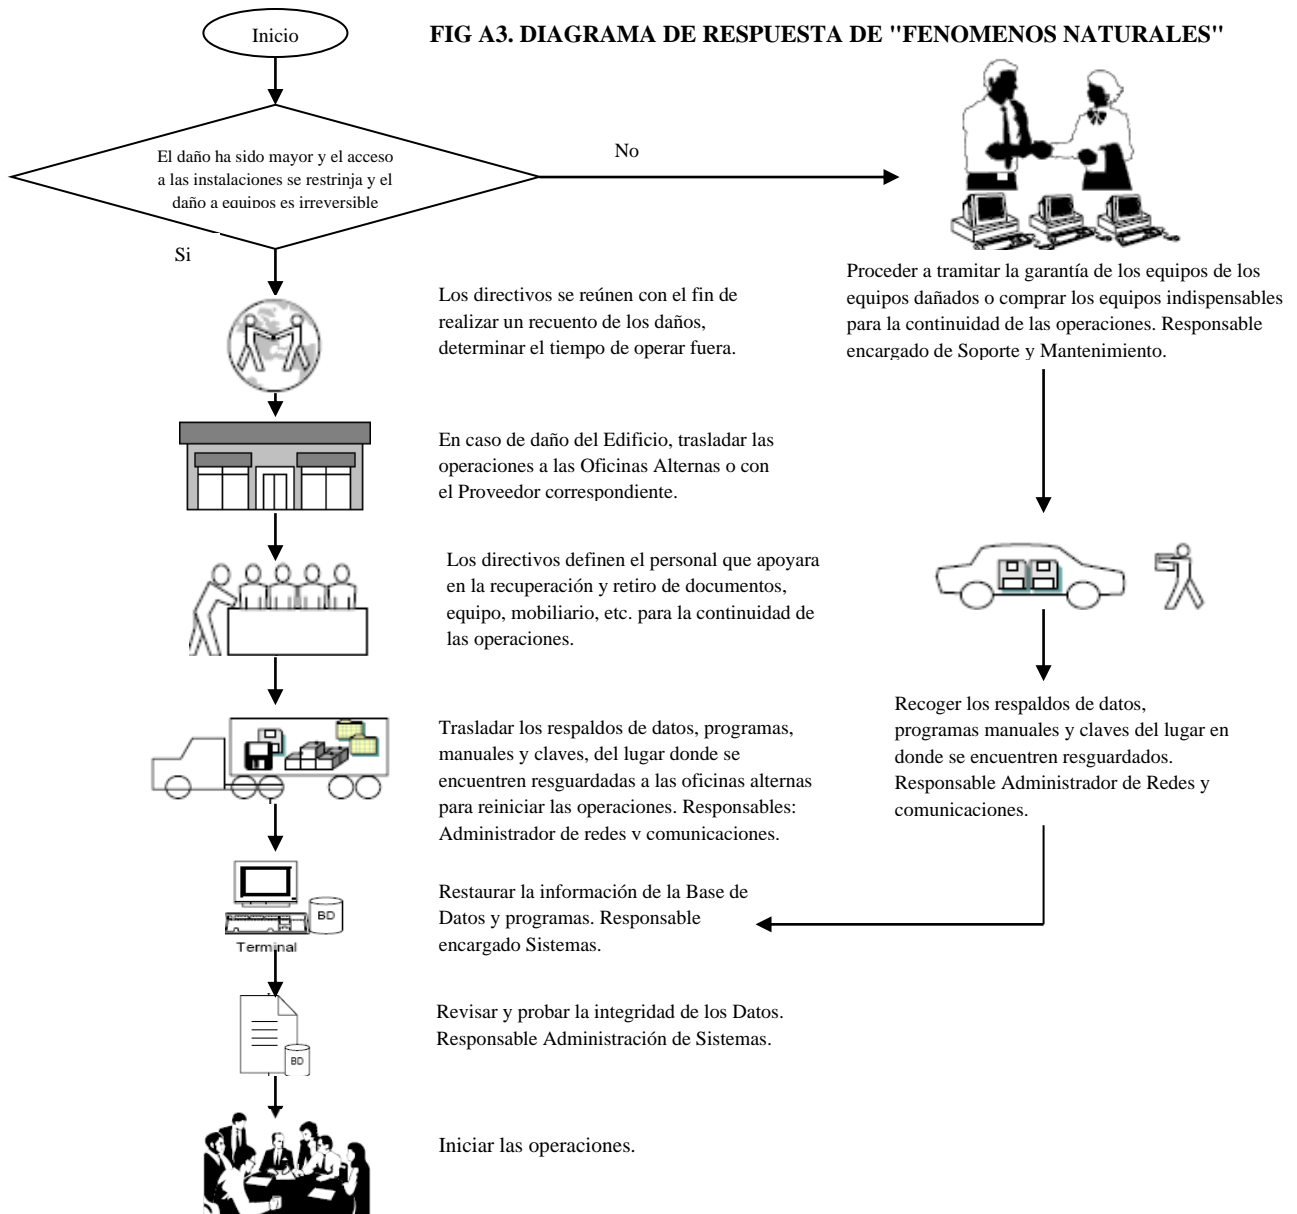 Inicio
FIG A3. DIAGRAMA DE RESPUESTA DE "FENOMENOS NATURALES"
El daño ha sido mayor y el acceso
a las instalaciones se restrinja y el
daño a equipos es irreversible
No
Si
Proceder a tramitar la garantía de los equipos de los
equipos dañados o comprar los equipos indispensables
para la continuidad de las operaciones. Responsable
encargado de Soporte y Mantenimiento.
Los directivos se reúnen con el fin de
realizar un recuento de los daños,
determinar el tiempo de operar fuera.
En caso de daño del Edificio, trasladar las
operaciones a las Oficinas Alternas o con
el Proveedor correspondiente.
Los directivos definen el personal que apoyara
en la recuperación y retiro de documentos,
equipo, mobiliario, etc. para la continuidad de
las operaciones.
Recoger los respaldos de datos,
programas manuales y claves del lugar en
donde se encuentren resguardados.
Responsable Administrador de Redes y
comunicaciones.
Trasladar los respaldos de datos, programas,
manuales y claves, del lugar donde se
encuentren resguardadas a las oficinas alternas
para reiniciar las operaciones. Responsables:
Administrador de redes y comunicaciones.
BD
Terminal
Restaurar la información de la Base de
Datos y programas. Responsable
encargado Sistemas.
BD
Revisar y probar la integridad de los Datos.
Responsable Administración de Sistemas.
Iniciar las operaciones.